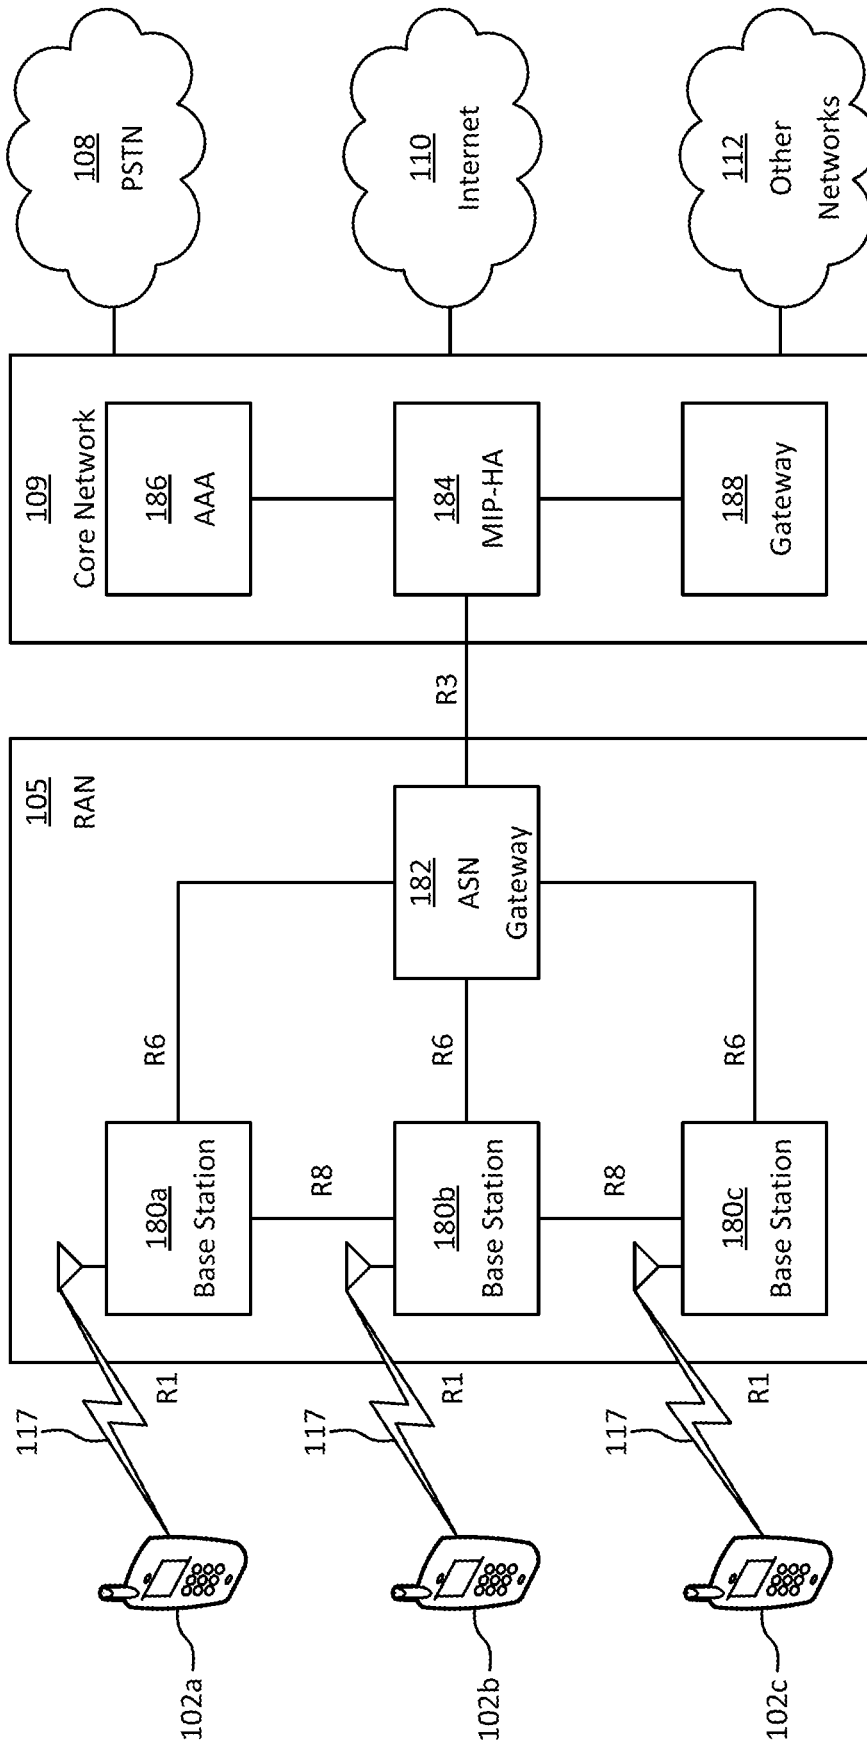 102a
117
R1
180a
Base Station
R6
105
RAN
109
Core Network
186
AAA
108
PSTN
R8
102b
117
R1
180b
Base Station
R6
182
ASN
Gateway
R3
184
MIP-HA
110
Internet
R8
102c
117
R1
180c
Base Station
R6
188
Gateway
112
Other
Networks